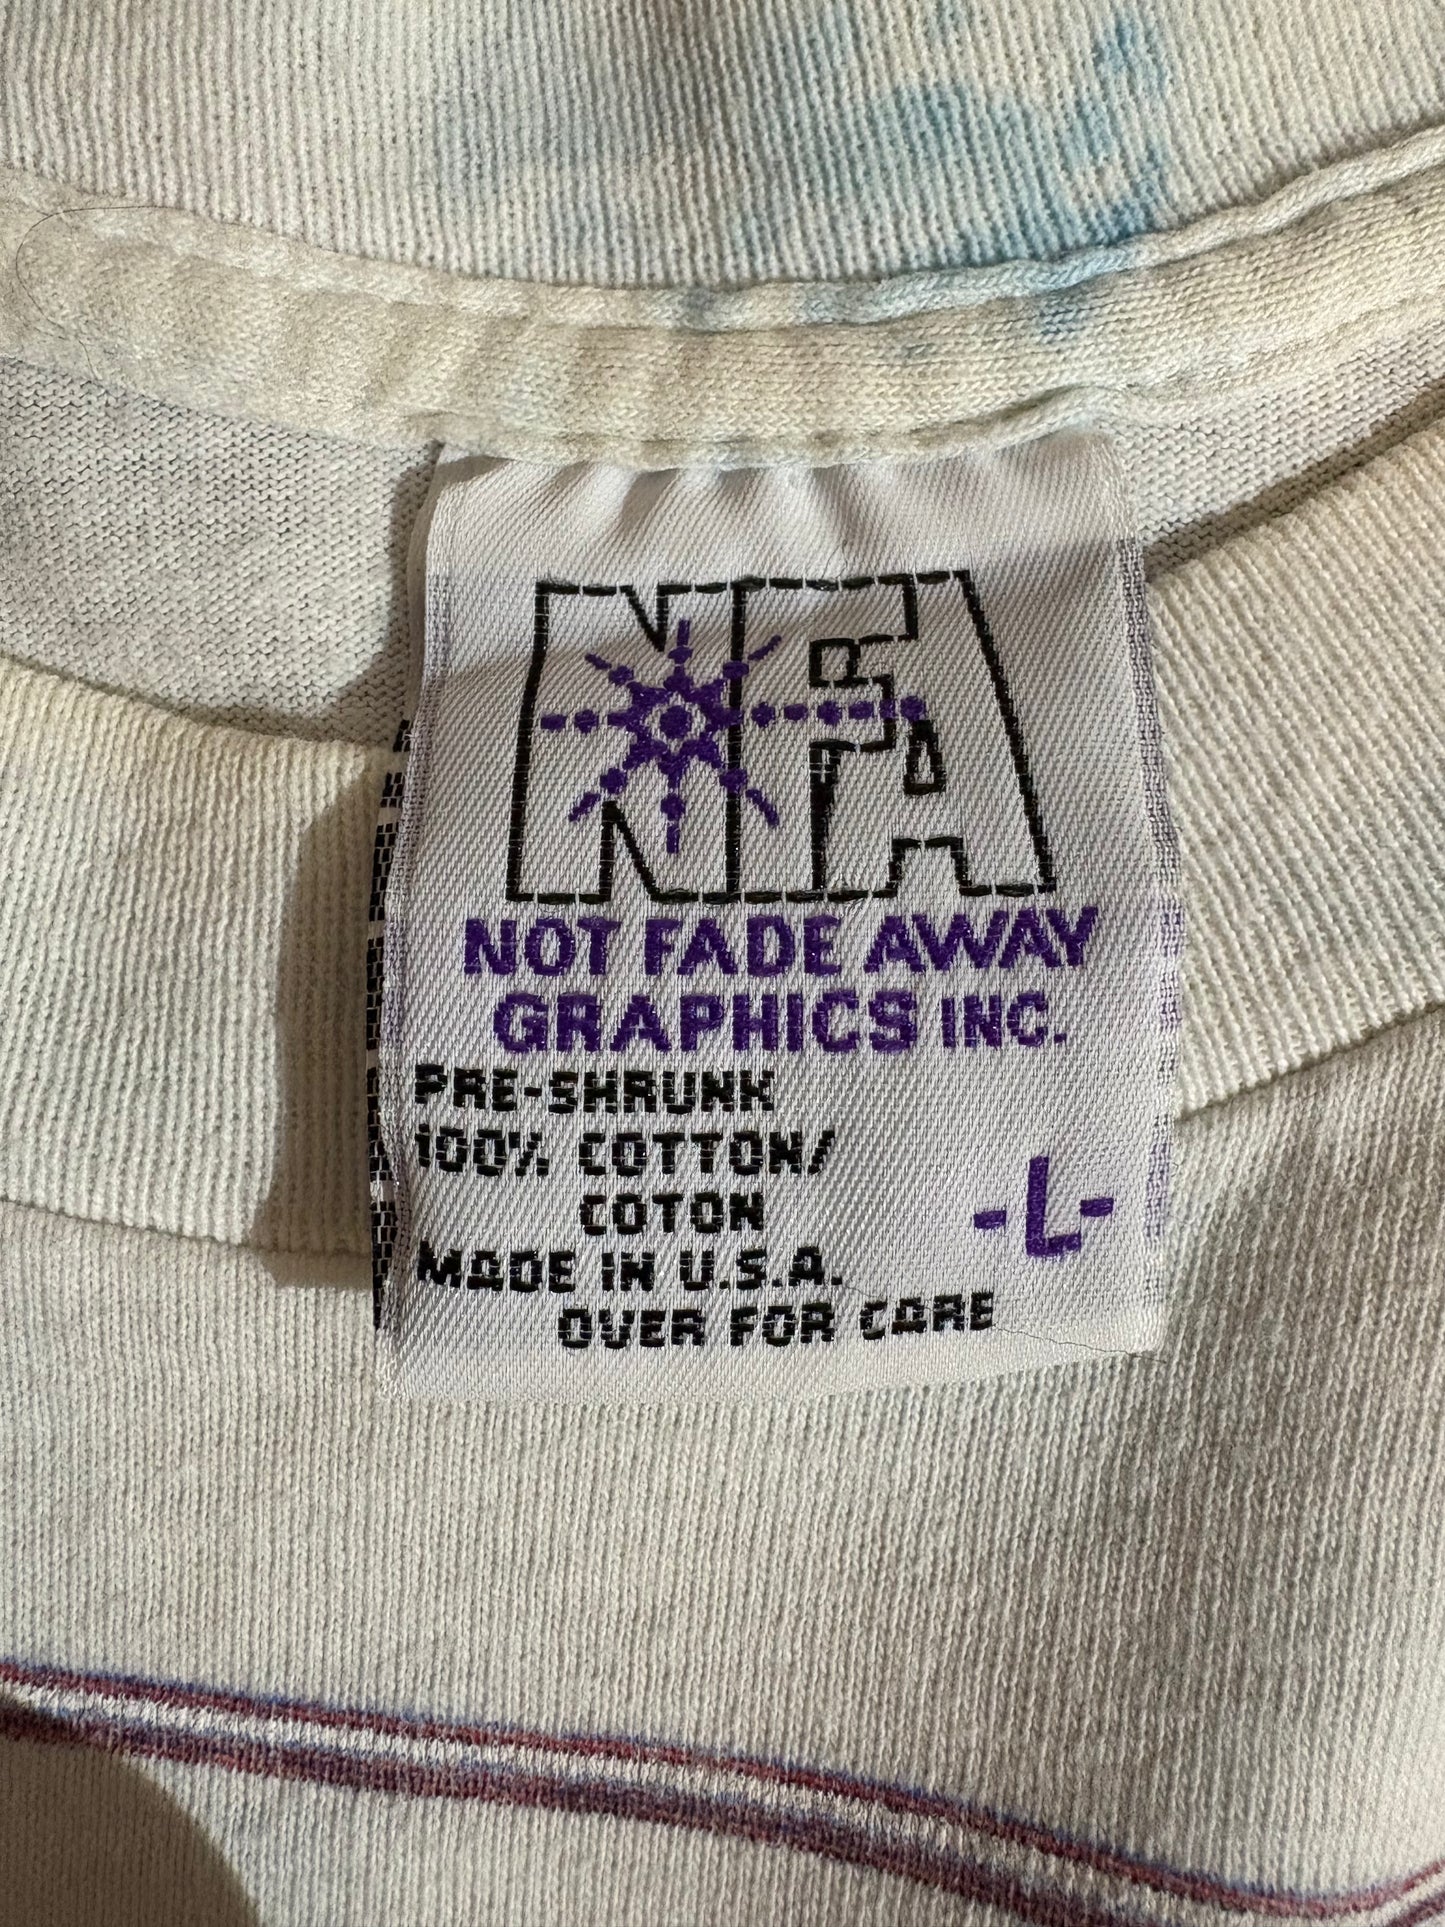 NFA
NOT FADE AWAY
GRAPHICS INC.
PRE-SHRUNK
100% COTTON/
COTON
-L-
MADE IN U.S.A.
OVER FOR CARE